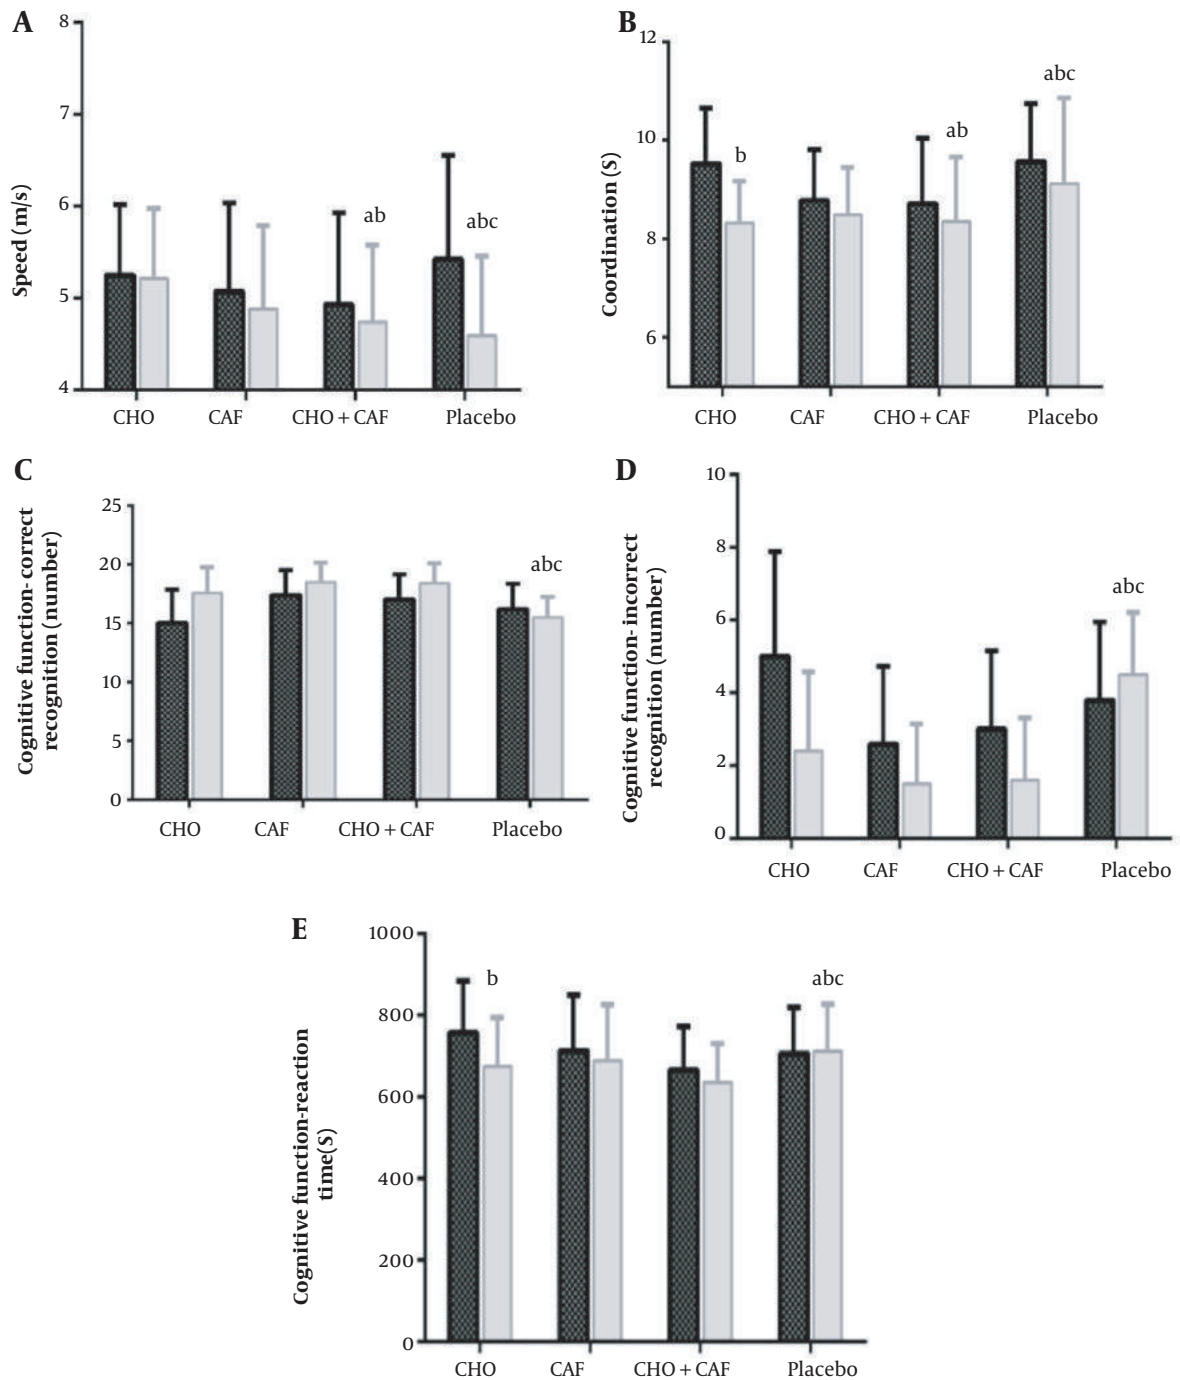 A
8
7
6
5
4
Speed (m/s)
ab
abc
CHO
CAF
CHO + CAF
Placebo
B
12
10
8
6
Coordination (S)
b
ab
abc
CHO
CAF
CHO + CAF
Placebo
C
25
20
15
10
5
0
Cognitive function- correct
recognition (number)
abc
CHO
CAF
CHO + CAF
Placebo
D
10
8
6
4
2
0
Cognitive function- incorrect
recognition (number)
abc
CHO
CAF
CHO + CAF
Placebo
E
1000
800
600
400
200
0
Cognitive function-reaction
time(S)
b
abc
CHO
CAF
CHO + CAF
Placebo